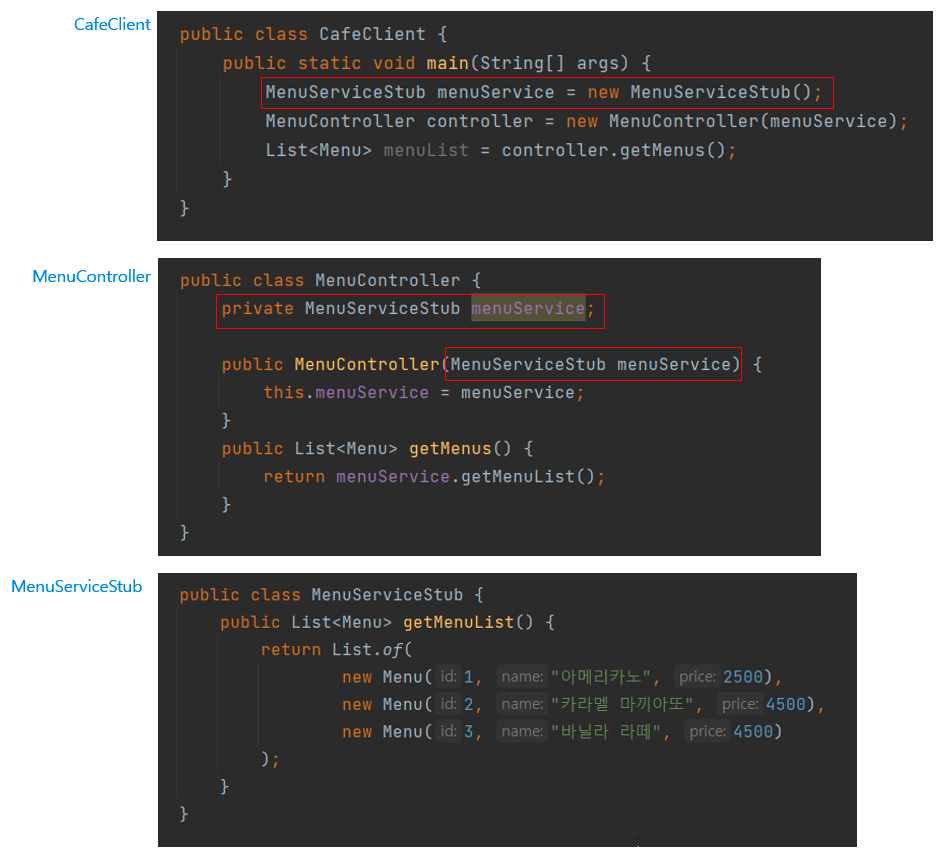 CafeClient
public class CafeClient {
public static void main(String[] args) {
MenuServiceStub menuService = new MenuServiceStub();
MenuController controller = new MenuController(menuService);
List<Menu> menuList = controller.getMenus();
}
}
MenuController
public class MenuController {
private MenuServiceStub menuService;
public MenuController(MenuServiceStub menuService) {
this.menuService = menuService;
}
public List<Menu> getMenus() {
return menuService.getMenuList();
}
}
MenuServiceStub
public class MenuServiceStub {
public List<Menu> getMenuList() {
return List.of(
new Menu( id: 1, name: "아메리카노", price: 2500),
new Menu( id: 2, name: "카라멜 마끼아또", price: 4500),
new Menu( id: 3, name: "바닐라 라떼", price: 4500)
);
}
}